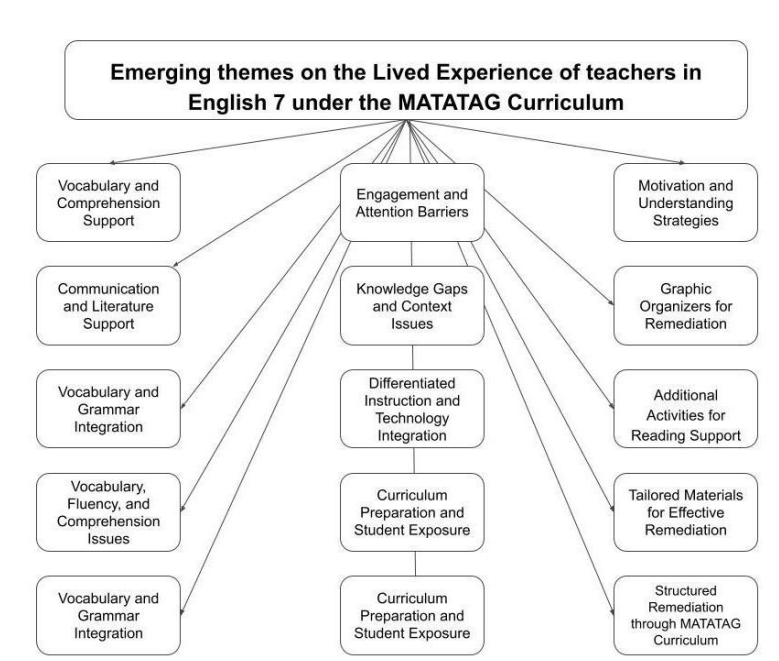 Emerging themes on the Lived Experience of teachers in
English 7 under the MATATAG Curriculum
Vocabulary and
Comprehension
Support
Engagement and
Attention Barriers
Motivation and
Understanding
Strategies
Communication
and Literature
Support
Knowledge Gaps
and Context
Issues
Graphic
Organizers for
Remediation
Vocabulary and
Grammar
Integration
Differentiated
Instruction and
Technology
Integration
Additional
Activities for
Reading Support
Vocabulary,
Fluency, and
Comprehension
Issues
Curriculum
Preparation and
Student Exposure
Tailored Materials
for Effective
Remediation
Vocabulary and
Grammar
Integration
Curriculum
Preparation and
Student Exposure
Structured
Remediation
through MATATAG
Curriculum